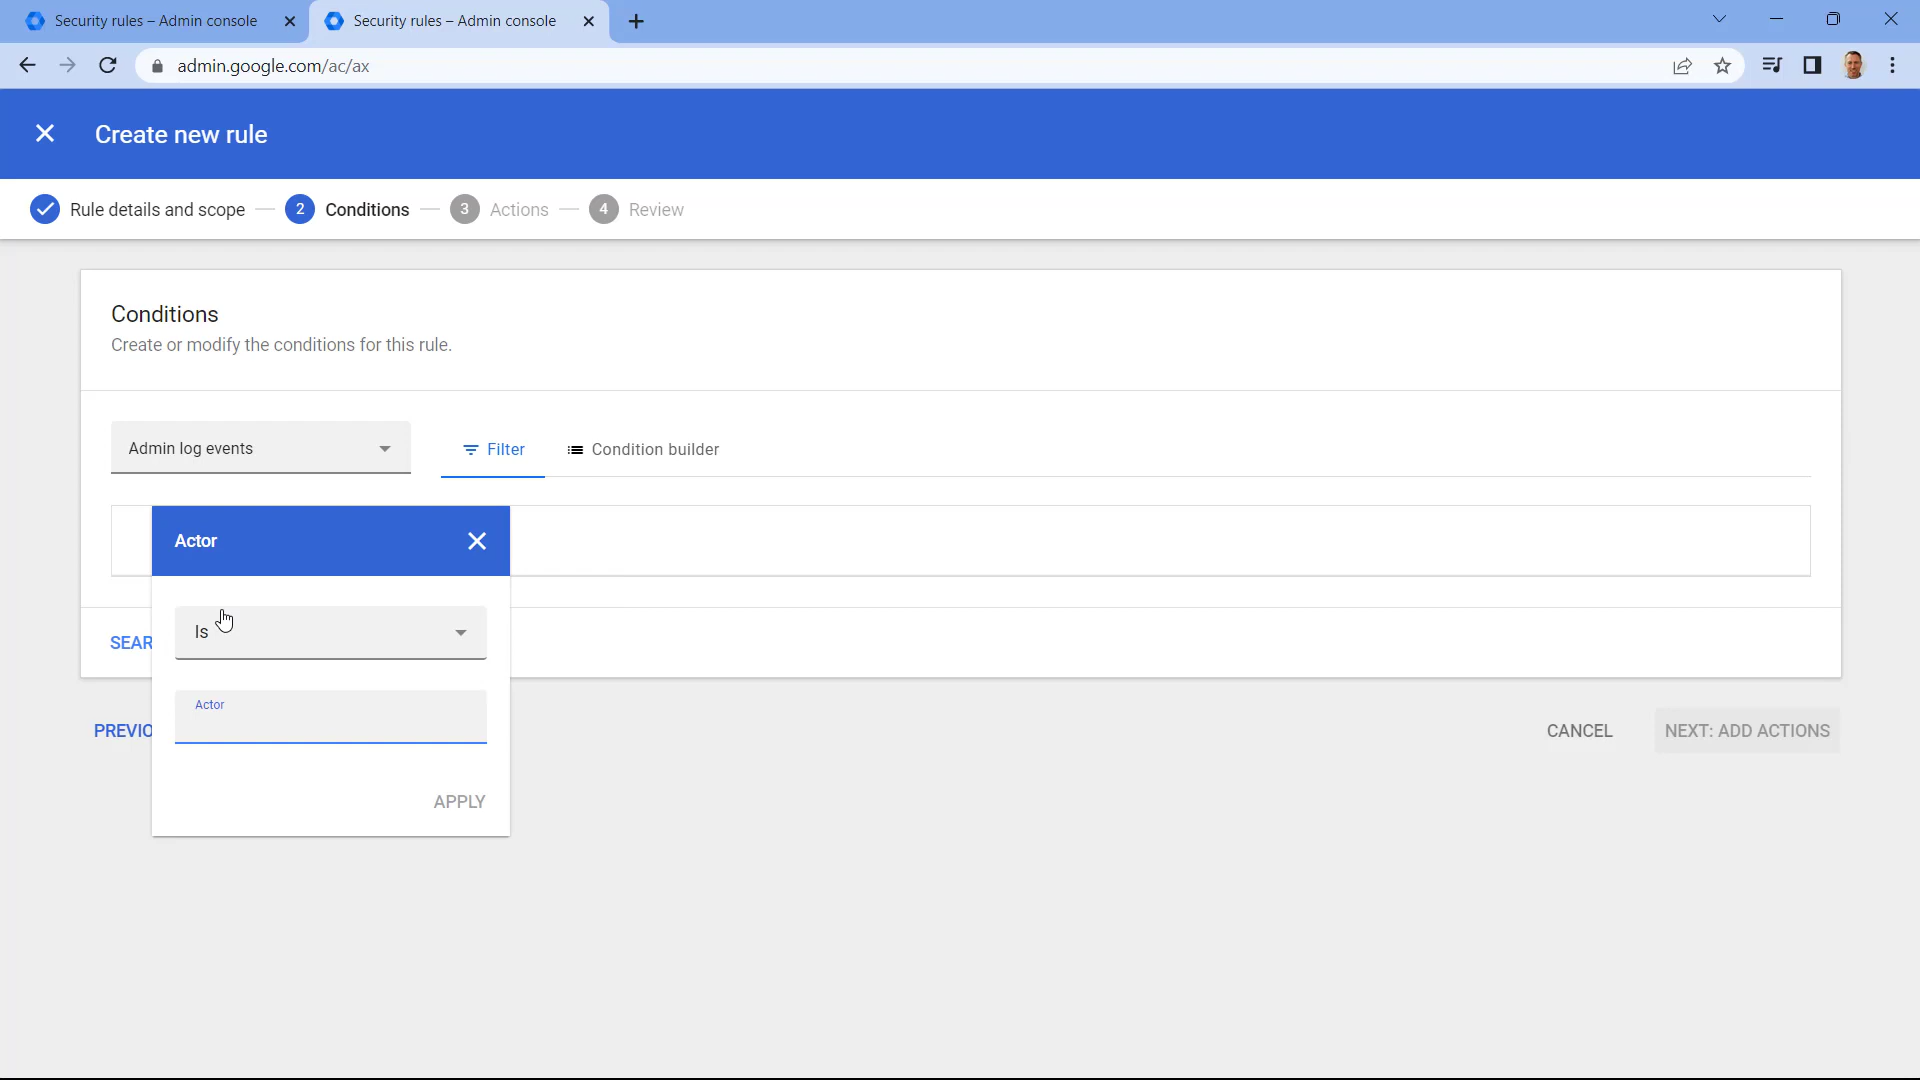 Security rules – Admin console
Security rules – Admin console
admin.google.com/ac/ax
Create new rule
Rule details and scope
2
Conditions
3
Actions
4
Review
Conditions
Create or modify the conditions for this rule.
Admin log events
Filter
Condition builder
Actor
Is
SEAR
Actor
PREVIO
CANCEL
NEXT: ADD ACTIONS
APPLY